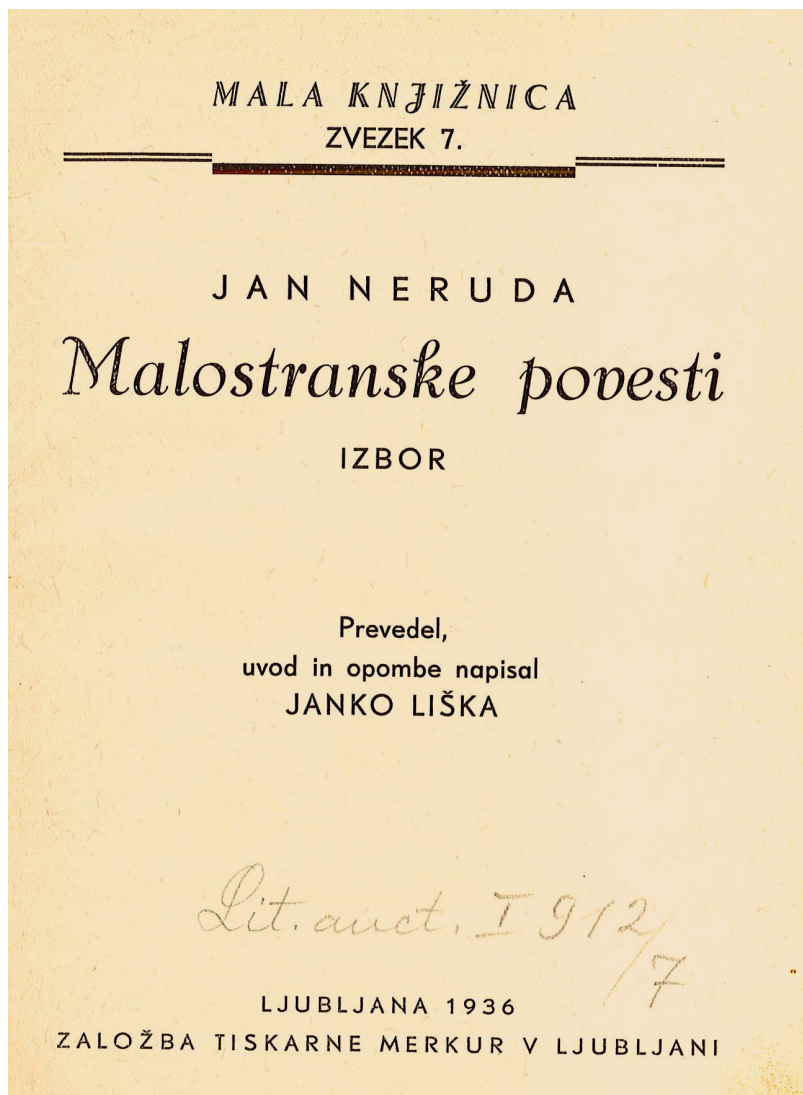 MALA KNJIŽNICA
ZVEZEK 7.
JAN NERUDA
Malostranske povesti
IZBOR
Prevedel,
uvod in opombe napisal
JANKO LIŠKA
Lit. auct. I 912/7
LJUBLJANA 1936
ZALOŽBA TISKARNE MERKUR V LJUBLJANI